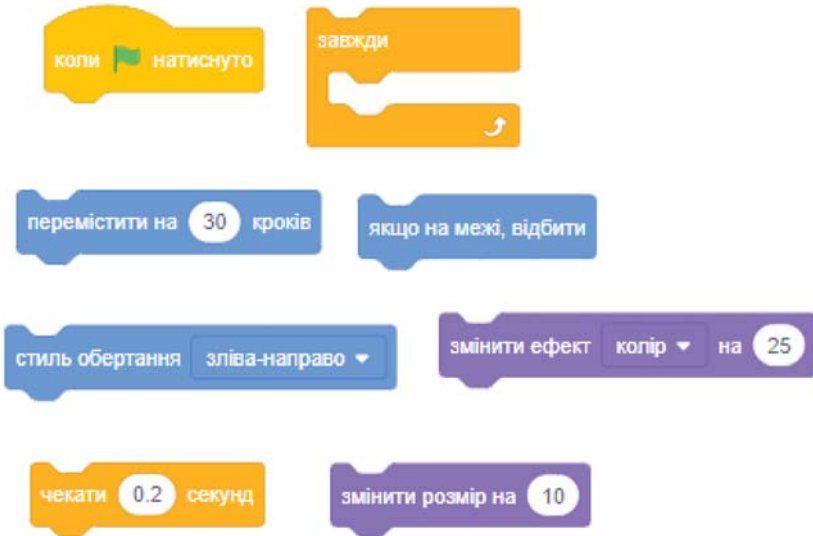 коли натиснуто
завжди
перемістити на 30 кроків
якщо на межі, відбити
стиль обертання зліва-направо
змінити ефект колір на 25
чекати 0.2 секунд
змінити розмір на 10